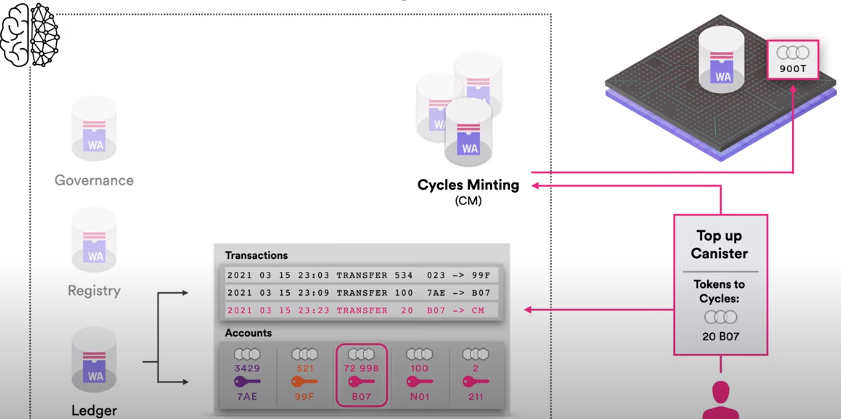 900T
WA
WA
WA
WA
Governance
Cycles Minting
(CM)
WA
Registry
WA
Ledger
Top up
Canister
Tokens to
Cycles:
20 B07
Transactions
2021 03 15 23:03 TRANSFER 534 023 -> 99F
2021 03 15 23:09 TRANSFER 100 7AE -> B07
2021 03 15 23:23 TRANSFER 20 B07 -> CM
Accounts
3429 521 72 998 100 2
7AE 99F B07 N01 211